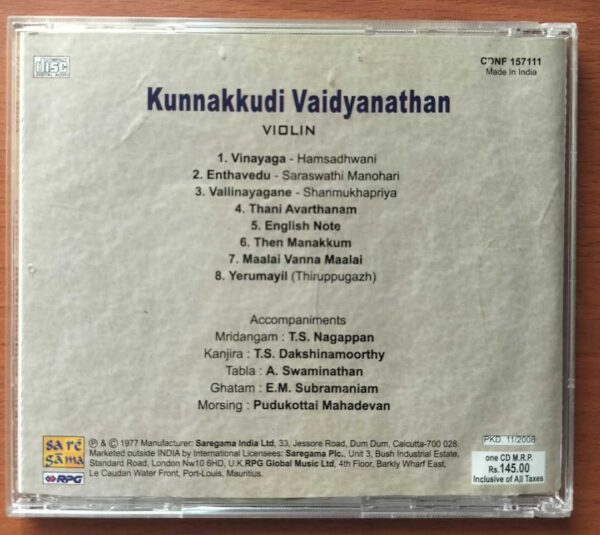 COMPACT
disc
DIGITAL AUDIO
CDNF 157111
Made In India
Kunnakkudi Vaidyanathan
VIOLIN
1. Vinayaga - Hamsadhwani
2. Enthavedu - Saraswathi Manohari
3. Vallinayagane - Shanmukhapriya
4. Thani Avarthanam
5. English Note
6. Then Manakkum
7. Maalai Vanna Maalai
8. Yerumayil (Thiruppugazh)
Accompaniments
Mridangam : T.S. Nagappan
Kanjira : T.S. Dakshinamoorthy
Tabla : A. Swaminathan
Ghatam : E.M. Subramaniam
Morsing : Pudukottai Mahadevan
sa re
ga ma
RPG
℗ & © 1977 Manufacturer: Saregama India Ltd, 33, Jessore Road, Dum Dum, Calcutta-700 028.
Marketed outside INDIA by International Licensees: Saregama Plc., Unit 3, Bush Industrial Estate,
Standard Road, London Nw10 6HD, U.K.RPG Global Music Ltd, 4th Floor, Barkly Wharf East,
Le Caudan Water Front, Port-Louis, Mauritius.
PKD. 11/2008
one CD M.R.P.
Rs.145.00
Inclusive of All Taxes